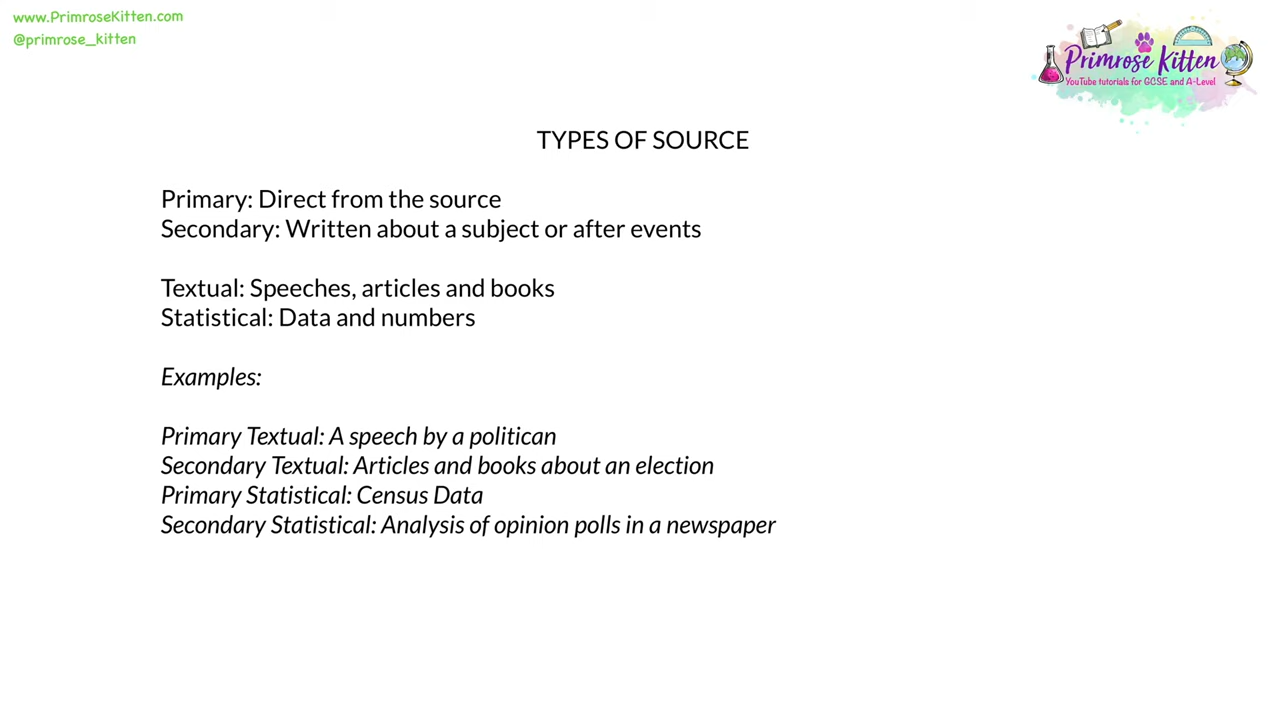 www.PrimroseKitten.com
@primrose_kitten
Primrose Kitten
YouTube tutorials for GCSE and A-Level
TYPES OF SOURCE
Primary: Direct from the source
Secondary: Written about a subject or after events
Textual: Speeches, articles and books
Statistical: Data and numbers
Examples:
Primary Textual: A speech by a politican
Secondary Textual: Articles and books about an election
Primary Statistical: Census Data
Secondary Statistical: Analysis of opinion polls in a newspaper